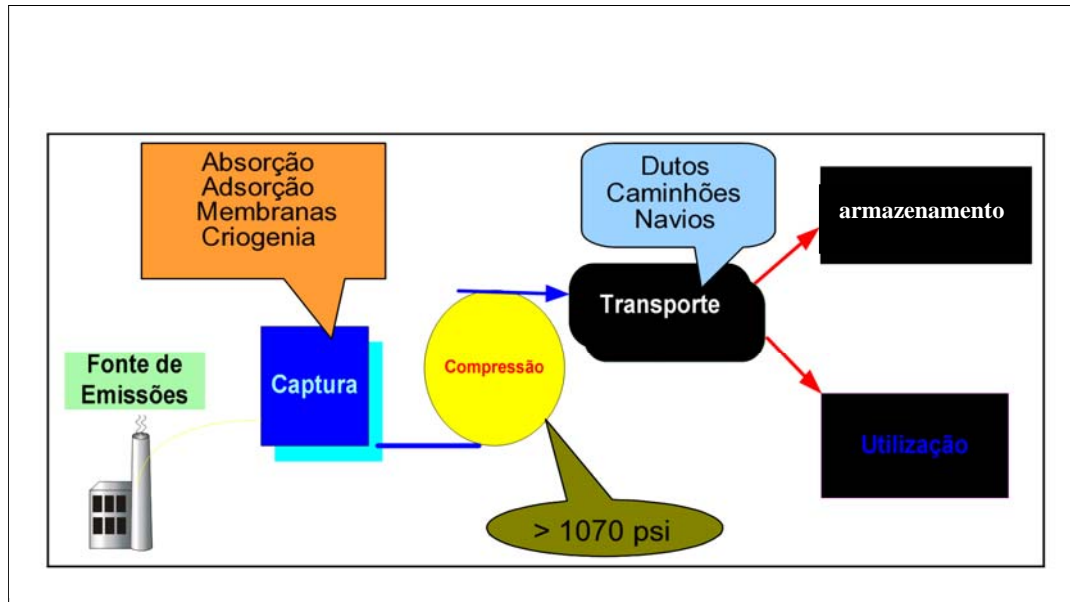 Absorção
Adsorção
Membranas
Criogenia
Dutos
Caminhões
Navios
armazenamento
Transporte
Fonte de
Emissões
Captura
Compressão
Utilização
> 1070 psi